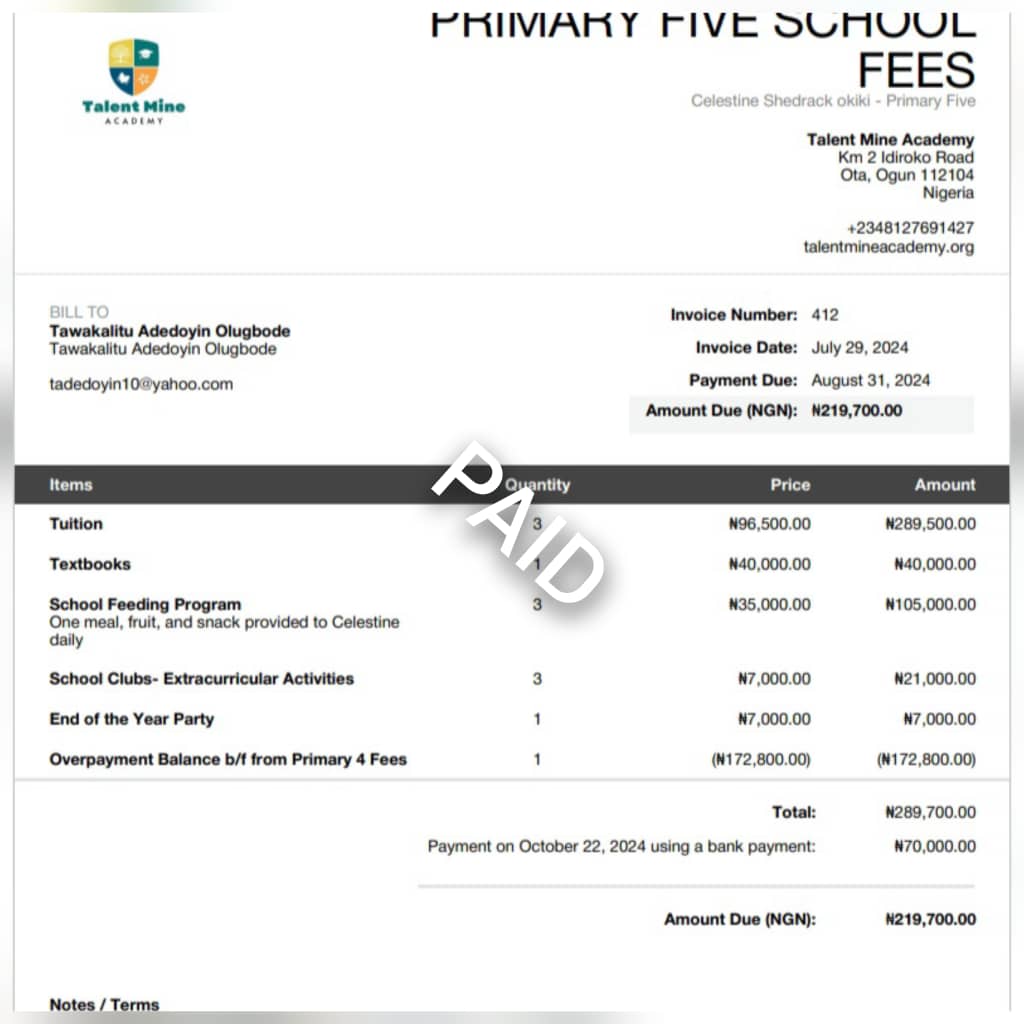 PRIMARY FIVE SCHOOL
FEES
Celestine Shedrack okiki - Primary Five
Talent Mine
ACADEMY
Talent Mine Academy
Km 2 Idiroko Road
Ota, Ogun 112104
Nigeria
+2348127691427
talentmineacademy.org
BILL TO
Tawakalitu Adedoyin Olugbode
Tawakalitu Adedoyin Olugbode
tadedoyin10@yahoo.com
Invoice Number: 412
Invoice Date: July 29, 2024
Payment Due: August 31, 2024
Amount Due (NGN): ₦219,700.00
PAID
Items Quantity Price Amount
Tuition 3 ₦96,500.00 ₦289,500.00
Textbooks 1 ₦40,000.00 ₦40,000.00
School Feeding Program 3 ₦35,000.00 ₦105,000.00
One meal, fruit, and snack provided to Celestine
daily
School Clubs- Extracurricular Activities 3 ₦7,000.00 ₦21,000.00
End of the Year Party 1 ₦7,000.00 ₦7,000.00
Overpayment Balance b/f from Primary 4 Fees 1 (₦172,800.00) (₦172,800.00)
Total: ₦289,700.00
Payment on October 22, 2024 using a bank payment: ₦70,000.00
Amount Due (NGN): ₦219,700.00
Notes / Terms